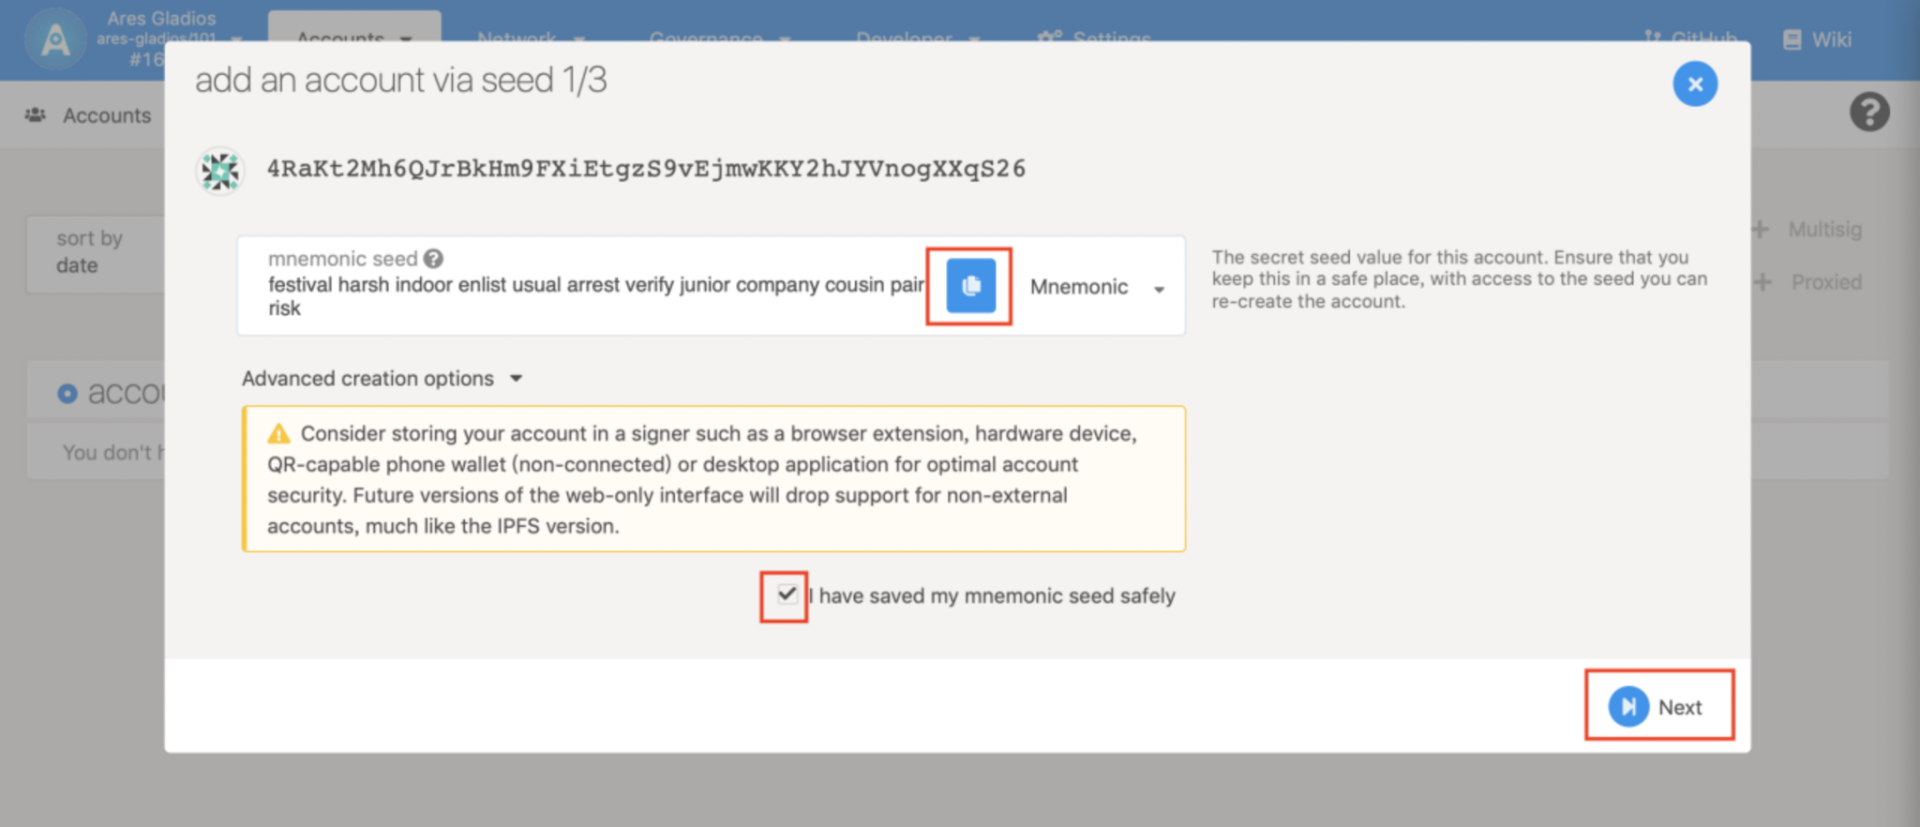 Ares Gladios
ares-gladios/101
#16
Accounts
Network
Governance
Developer
Settings
GitHub
Wiki
add an account via seed 1/3
Accounts
4RaKt2Mh6QJrBkHm9FXiEtgzS9vEjmwKKY2hJYVnogXXqS26
sort by
date
mnemonic seed
festival harsh indoor enlist usual arrest verify junior company cousin pair
risk
Mnemonic
The secret seed value for this account. Ensure that you
keep this in a safe place, with access to the seed you can
re-create the account.
Multisig
Proxied
Advanced creation options
accou
You don't h
Consider storing your account in a signer such as a browser extension, hardware device,
QR-capable phone wallet (non-connected) or desktop application for optimal account
security. Future versions of the web-only interface will drop support for non-external
accounts, much like the IPFS version.
I have saved my mnemonic seed safely
Next